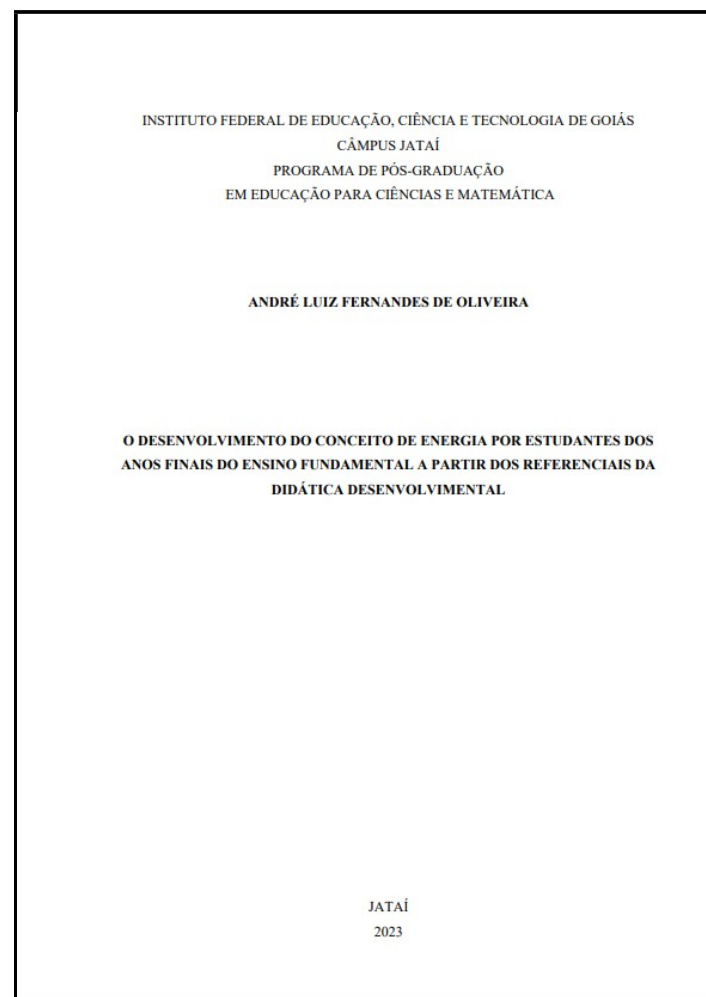 INSTITUTO FEDERAL DE EDUCAÇÃO, CIÊNCIA E TECNOLOGIA DE GOIÁS
CÂMPUS JATAÍ
PROGRAMA DE PÓS-GRADUAÇÃO
EM EDUCAÇÃO PARA CIÊNCIAS E MATEMÁTICA
ANDRÉ LUIZ FERNANDES DE OLIVEIRA
O DESENVOLVIMENTO DO CONCEITO DE ENERGIA POR ESTUDANTES DOS
ANOS FINAIS DO ENSINO FUNDAMENTAL A PARTIR DOS REFERENCIAIS DA
DIDÁTICA DESENVOLVIMENTAL
JATAÍ
2023